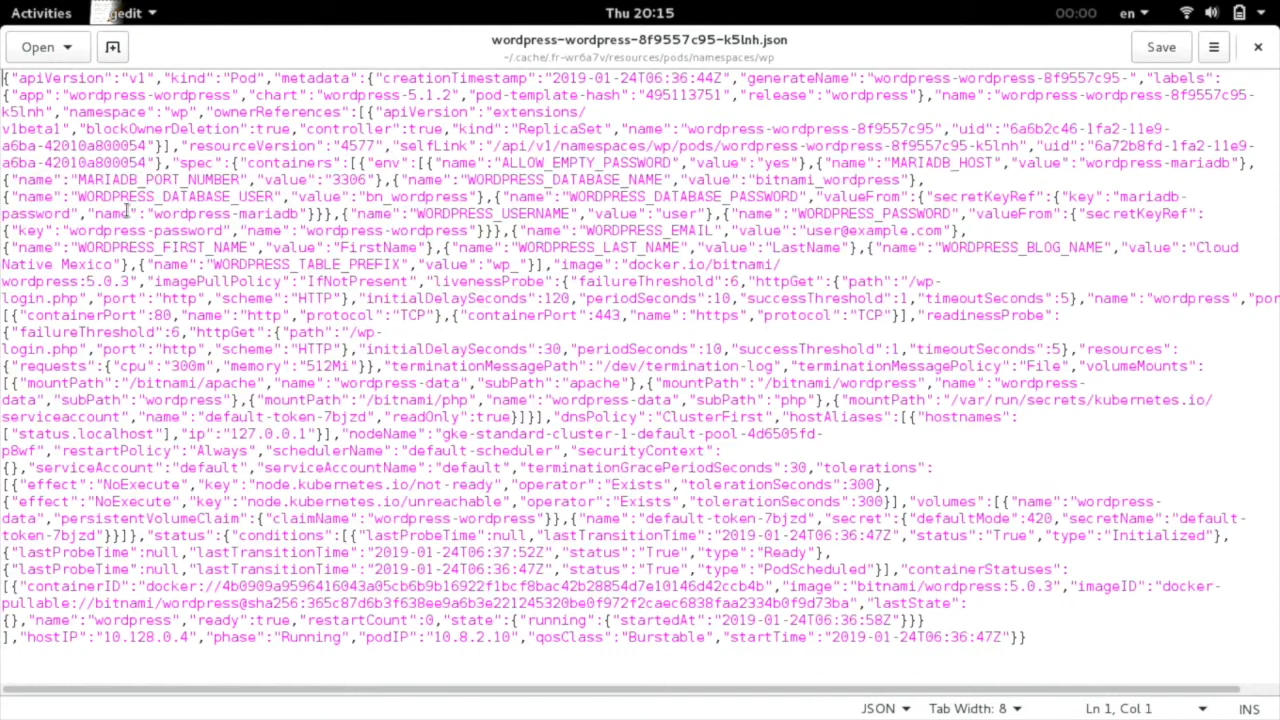 Activities gedit Thu 20:15 00:00 en
Open wordpress-wordpress-8f9557c95-k5lnh.json Save
~/.cache/.fr-wr6a7v/resources/pods/namespaces/wp
{"apiVersion":"v1","kind":"Pod","metadata":{"creationTimestamp":"2019-01-24T06:36:44Z","generateName":"wordpress-wordpress-8f9557c95-","labels":
{"app":"wordpress-wordpress","chart":"wordpress-5.1.2","pod-template-hash":"495113751","release":"wordpress"},"name":"wordpress-wordpress-8f9557c95-
k5lnh","namespace":"wp","ownerReferences":[{"apiVersion":"extensions/
v1beta1","blockOwnerDeletion":true,"controller":true,"kind":"ReplicaSet","name":"wordpress-wordpress-8f9557c95","uid":"6a6b2c46-1fa2-11e9-
a6ba-42010a800054"}],"resourceVersion":"4577","selfLink":"/api/v1/namespaces/wp/pods/wordpress-wordpress-8f9557c95-k5lnh","uid":"6a72b8fd-1fa2-11e9-
a6ba-42010a800054"},"spec":{"containers":[{"env":[{"name":"ALLOW_EMPTY_PASSWORD","value":"yes"},{"name":"MARIADB_HOST","value":"wordpress-mariadb"},
{"name":"MARIADB_PORT_NUMBER","value":"3306"},{"name":"WORDPRESS_DATABASE_NAME","value":"bitnami_wordpress"},
{"name":"WORDPRESS_DATABASE_USER","value":"bn_wordpress"},{"name":"WORDPRESS_DATABASE_PASSWORD","valueFrom":{"secretKeyRef":{"key":"mariadb-
password","name":"wordpress-mariadb"}}},{"name":"WORDPRESS_USERNAME","value":"user"},{"name":"WORDPRESS_PASSWORD","valueFrom":{"secretKeyRef":
{"key":"wordpress-password","name":"wordpress-wordpress"}}},{"name":"WORDPRESS_EMAIL","value":"user@example.com"},
{"name":"WORDPRESS_FIRST_NAME","value":"FirstName"},{"name":"WORDPRESS_LAST_NAME","value":"LastName"},{"name":"WORDPRESS_BLOG_NAME","value":"Cloud
Native Mexico"},{"name":"WORDPRESS_TABLE_PREFIX","value":"wp_"}],"image":"docker.io/bitnami/
wordpress:5.0.3","imagePullPolicy":"IfNotPresent","livenessProbe":{"failureThreshold":6,"httpGet":{"path":"/wp-
login.php","port":"http","scheme":"HTTP"},"initialDelaySeconds":120,"periodSeconds":10,"successThreshold":1,"timeoutSeconds":5},"name":"wordpress","por
[{"containerPort":80,"name":"http","protocol":"TCP"},{"containerPort":443,"name":"https","protocol":"TCP"}],"readinessProbe":
{"failureThreshold":6,"httpGet":{"path":"/wp-
login.php","port":"http","scheme":"HTTP"},"initialDelaySeconds":30,"periodSeconds":10,"successThreshold":1,"timeoutSeconds":5},"resources":
{"requests":{"cpu":"300m","memory":"512Mi"}},"terminationMessagePath":"/dev/termination-log","terminationMessagePolicy":"File","volumeMounts":
[{"mountPath":"/bitnami/apache","name":"wordpress-data","subPath":"apache"},{"mountPath":"/bitnami/wordpress","name":"wordpress-
data","subPath":"wordpress"},{"mountPath":"/bitnami/php","name":"wordpress-data","subPath":"php"},{"mountPath":"/var/run/secrets/kubernetes.io/
serviceaccount","name":"default-token-7bjzd","readOnly":true}]}],"dnsPolicy":"ClusterFirst","hostAliases":[{"hostnames":
["status.localhost"],"ip":"127.0.0.1"}],"nodeName":"gke-standard-cluster-1-default-pool-4d6505fd-
p8wf","restartPolicy":"Always","schedulerName":"default-scheduler","securityContext":
{},"serviceAccount":"default","serviceAccountName":"default","terminationGracePeriodSeconds":30,"tolerations":
[{"effect":"NoExecute","key":"node.kubernetes.io/not-ready","operator":"Exists","tolerationSeconds":300},
{"effect":"NoExecute","key":"node.kubernetes.io/unreachable","operator":"Exists","tolerationSeconds":300}],"volumes":[{"name":"wordpress-
data","persistentVolumeClaim":{"claimName":"wordpress-wordpress"}},{"name":"default-token-7bjzd","secret":{"defaultMode":420,"secretName":"default-
token-7bjzd"}}]},"status":{"conditions":[{"lastProbeTime":null,"lastTransitionTime":"2019-01-24T06:36:47Z","status":"True","type":"Initialized"},
{"lastProbeTime":null,"lastTransitionTime":"2019-01-24T06:37:52Z","status":"True","type":"Ready"},
{"lastProbeTime":null,"lastTransitionTime":"2019-01-24T06:36:47Z","status":"True","type":"PodScheduled"}],"containerStatuses":
[{"containerID":"docker://4b0909a9596416043a05cb6b9b16922f1bcf8bac42b28854d7e10146d42ccb4b","image":"bitnami/wordpress:5.0.3","imageID":"docker-
pullable://bitnami/wordpress@sha256:365c87d6b3f638ee9a6b3e221245320be0f972f2caec6838faa2334b0f9d73ba","lastState":
{},"name":"wordpress","ready":true,"restartCount":0,"state":{"running":{"startedAt":"2019-01-24T06:36:58Z"}}}
],"hostIP":"10.128.0.4","phase":"Running","podIP":"10.8.2.10","qosClass":"Burstable","startTime":"2019-01-24T06:36:47Z"}}
JSON Tab Width: 8 Ln 1, Col 1 INS